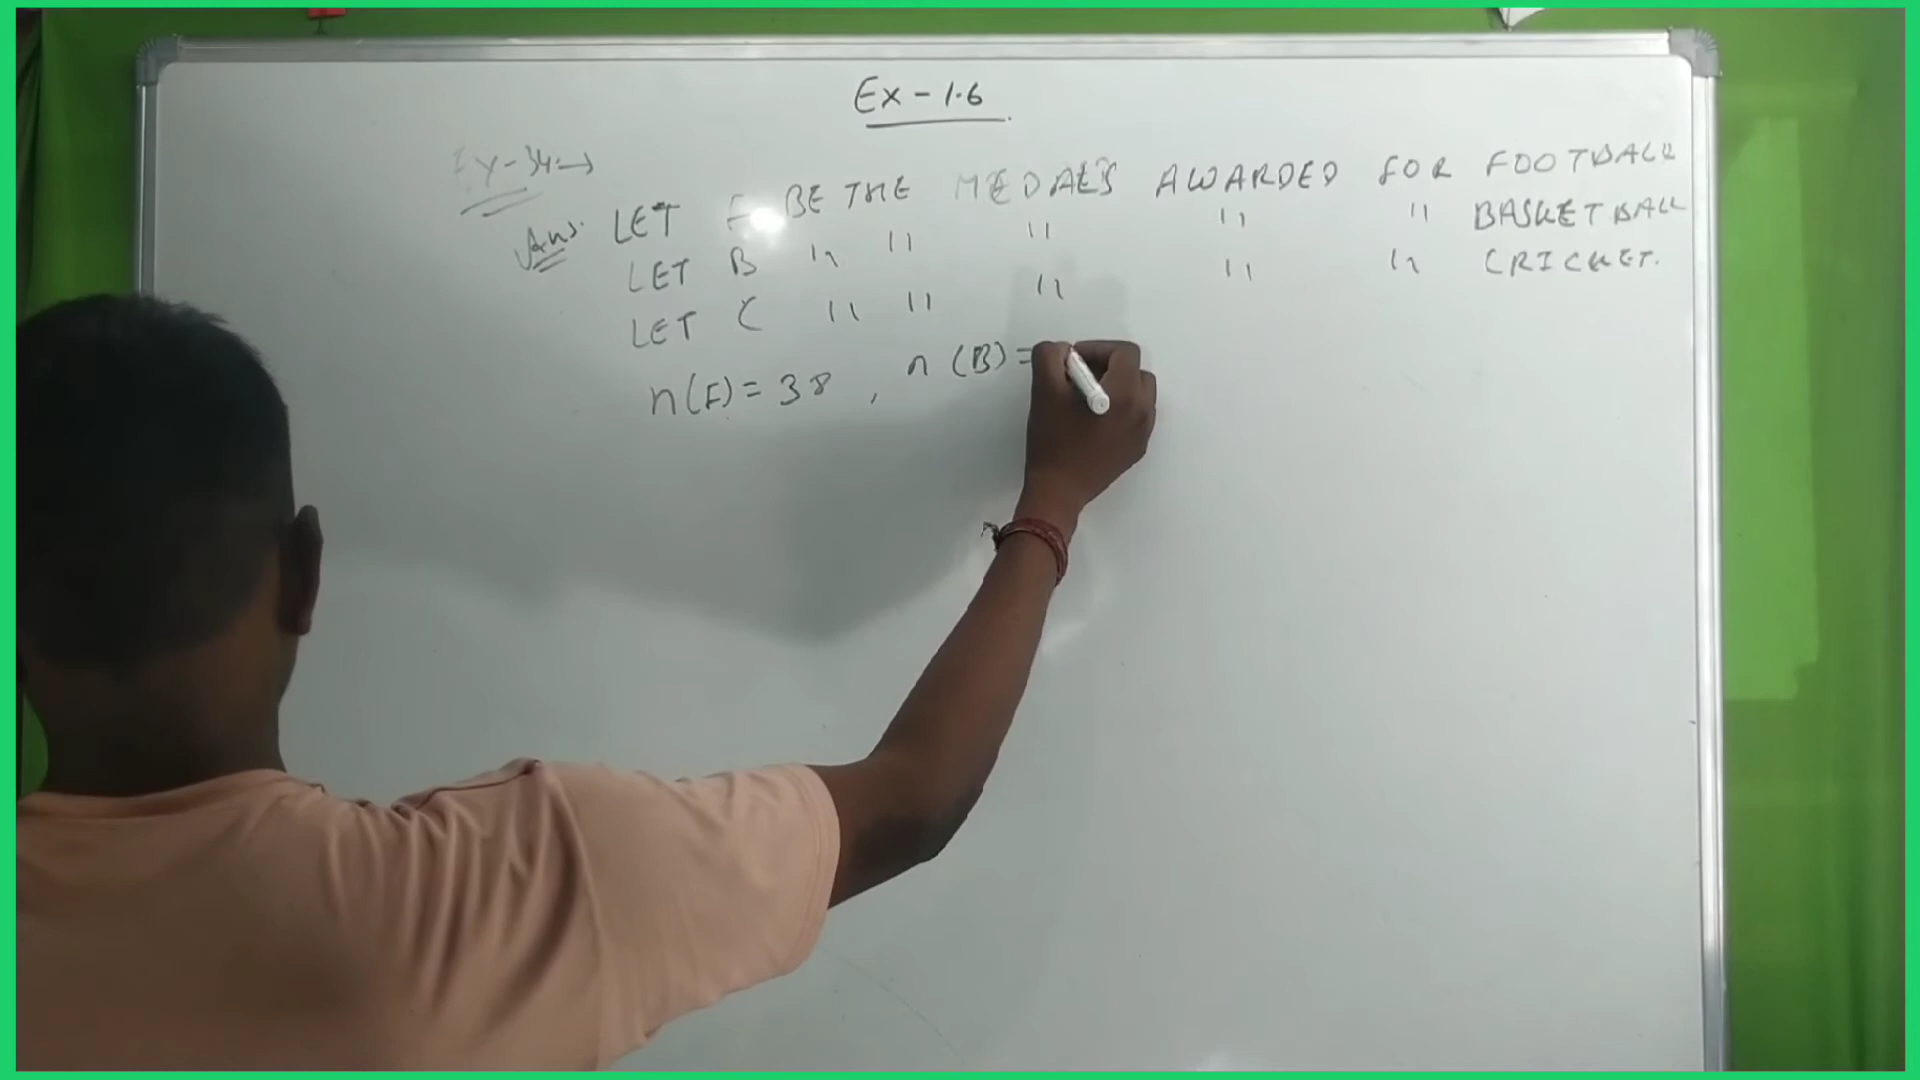 Ex - 1.6
Ex - 34 →
Ans. LET F BE THE MEDALS AWARDED FOR FOOTBALL
LET B " " " " " BASKETBALL
LET C " " " " " CRICKET.
n(F) = 38 , n(B) =